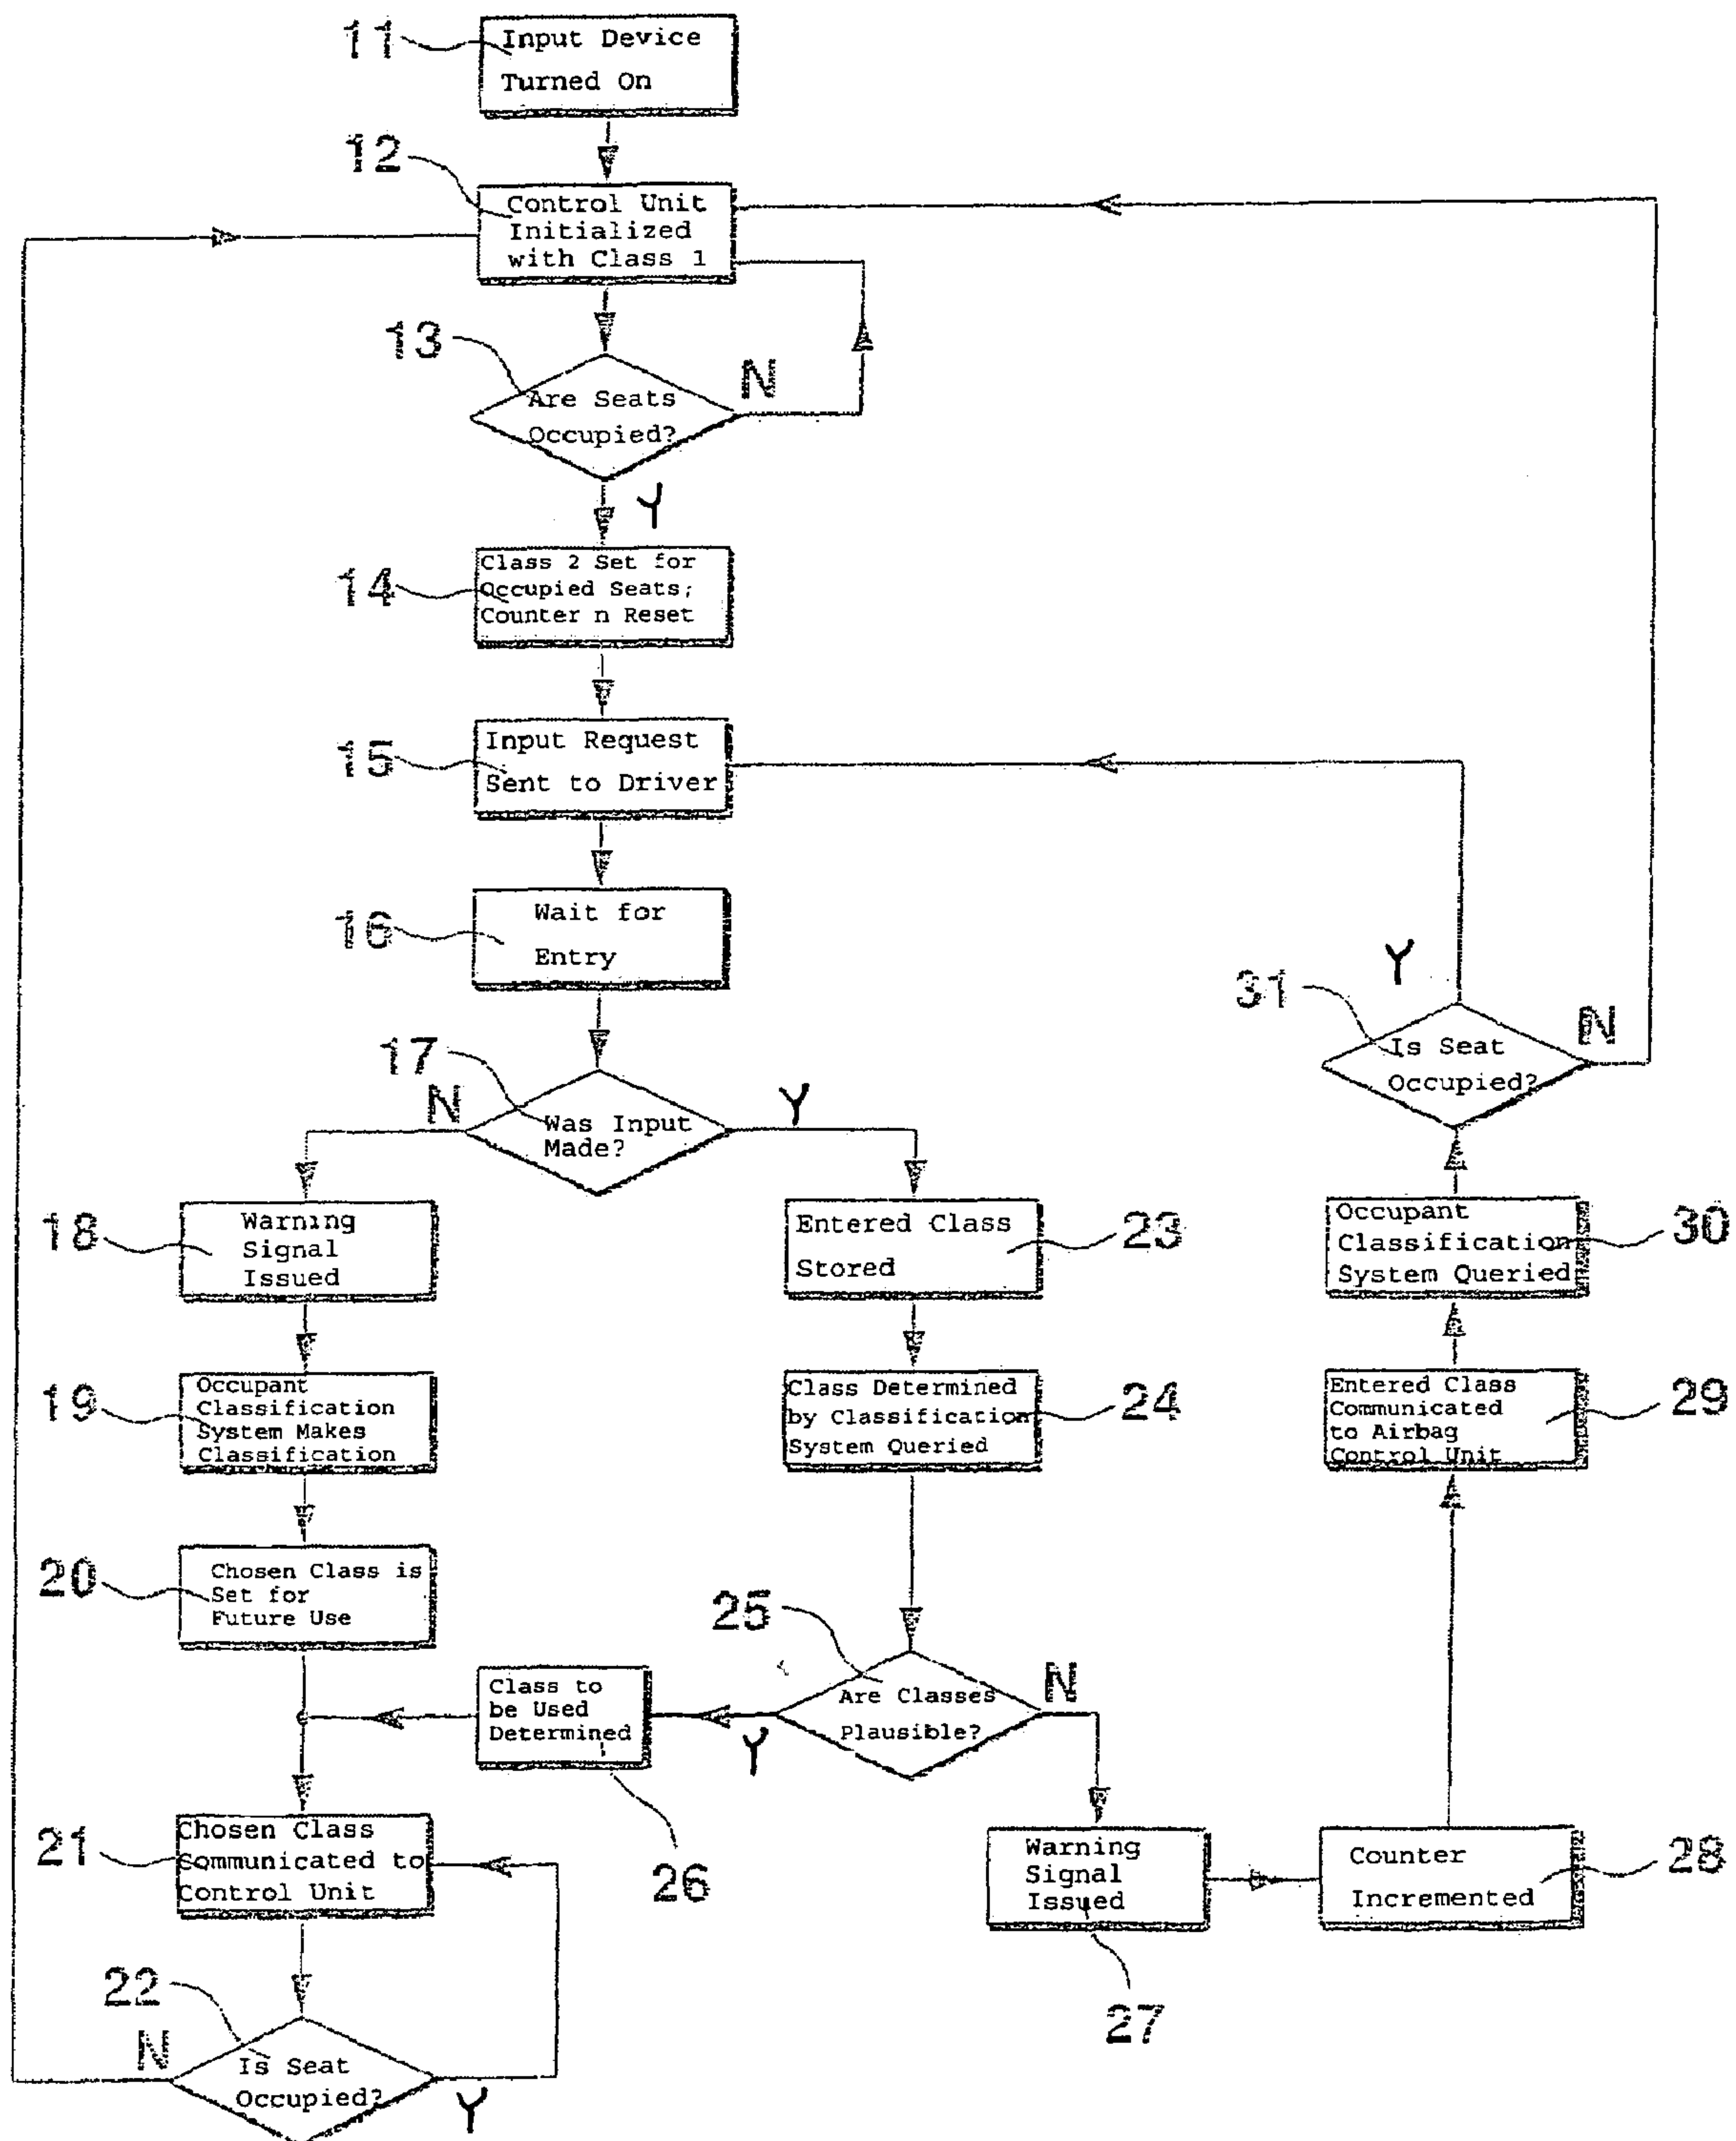 11
Input Device
Turned On
12
Control Unit
Initialized
with Class 1
13
Are Seats
Occupied?
N
Y
14
Class 2 Set for
Occupied Seats;
Counter n Reset
15
Input Request
Sent to Driver
16
Wait for
Entry
17
Was Input
Made?
N
Y
18
Warning
Signal
Issued
19
Occupant
Classification
System Makes
Classification
20
Chosen Class is
Set for
Future Use
21
Chosen Class
Communicated to
Control Unit
22
Is Seat
Occupied?
N
Y
23
Entered Class
Stored
24
Class Determined
by Classification
System Queried
25
Are Classes
Plausible?
Y
N
26
Class to
be Used
Determined
27
Warning
Signal
Issued
28
Counter
Incremented
29
Entered Class
Communicated
to Airbag
Control Unit
30
Occupant
Classification
System Queried
31
Is Seat
Occupied?
Y
N